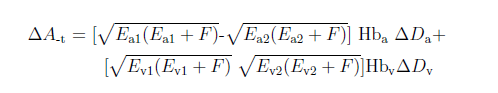 ΔA₋ₜ = [√Eₐ₁(Eₐ₁ + F)-√Eₐ₂(Eₐ₂ + F)] Hbₐ ΔDₐ+
[√Eᵥ₁(Eᵥ₁ + F) √Eᵥ₂(Eᵥ₂ + F)]HbᵥΔDᵥ